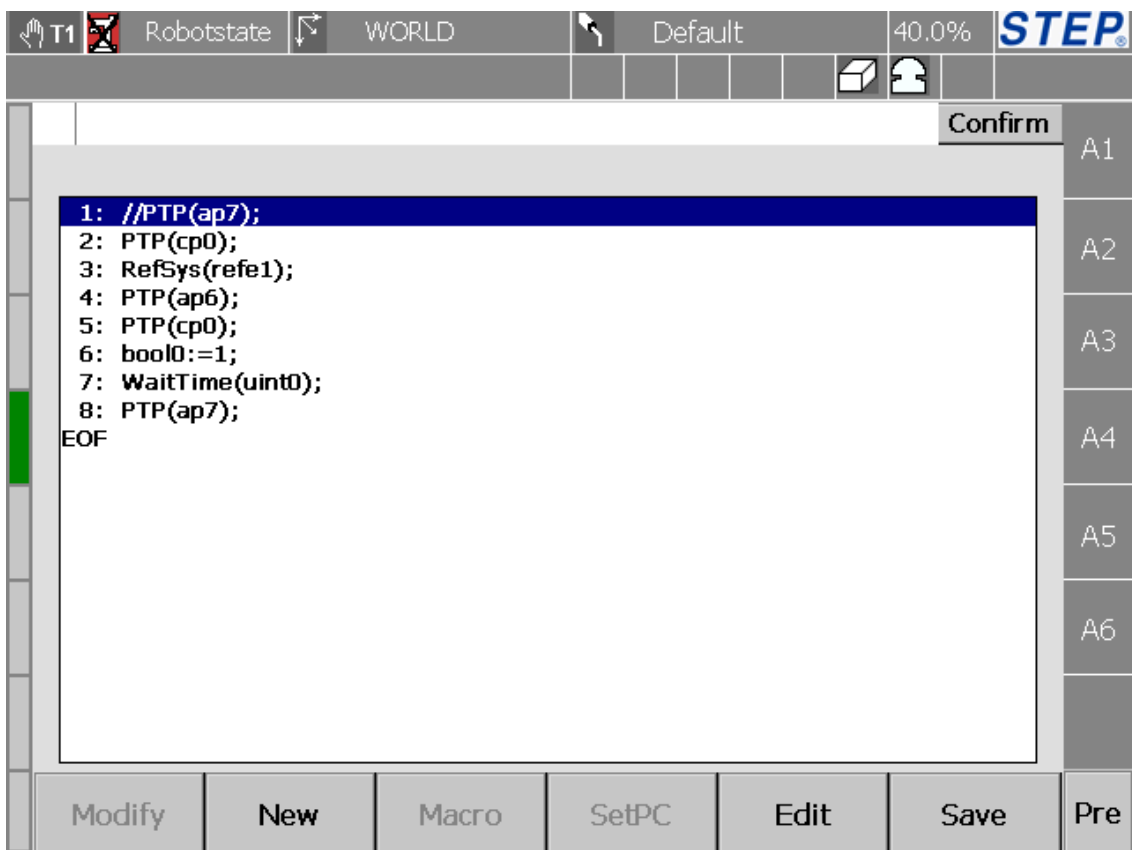 T1 Robotstate WORLD Default 40.0% STEP®
Confirm
A1
1: //PTP(ap7);
2: PTP(cp0);
3: RefSys(refe1);
4: PTP(ap6);
5: PTP(cp0);
6: bool0:=1;
7: WaitTime(uint0);
8: PTP(ap7);
EOF
A2
A3
A4
A5
A6
Modify New Macro SetPC Edit Save Pre